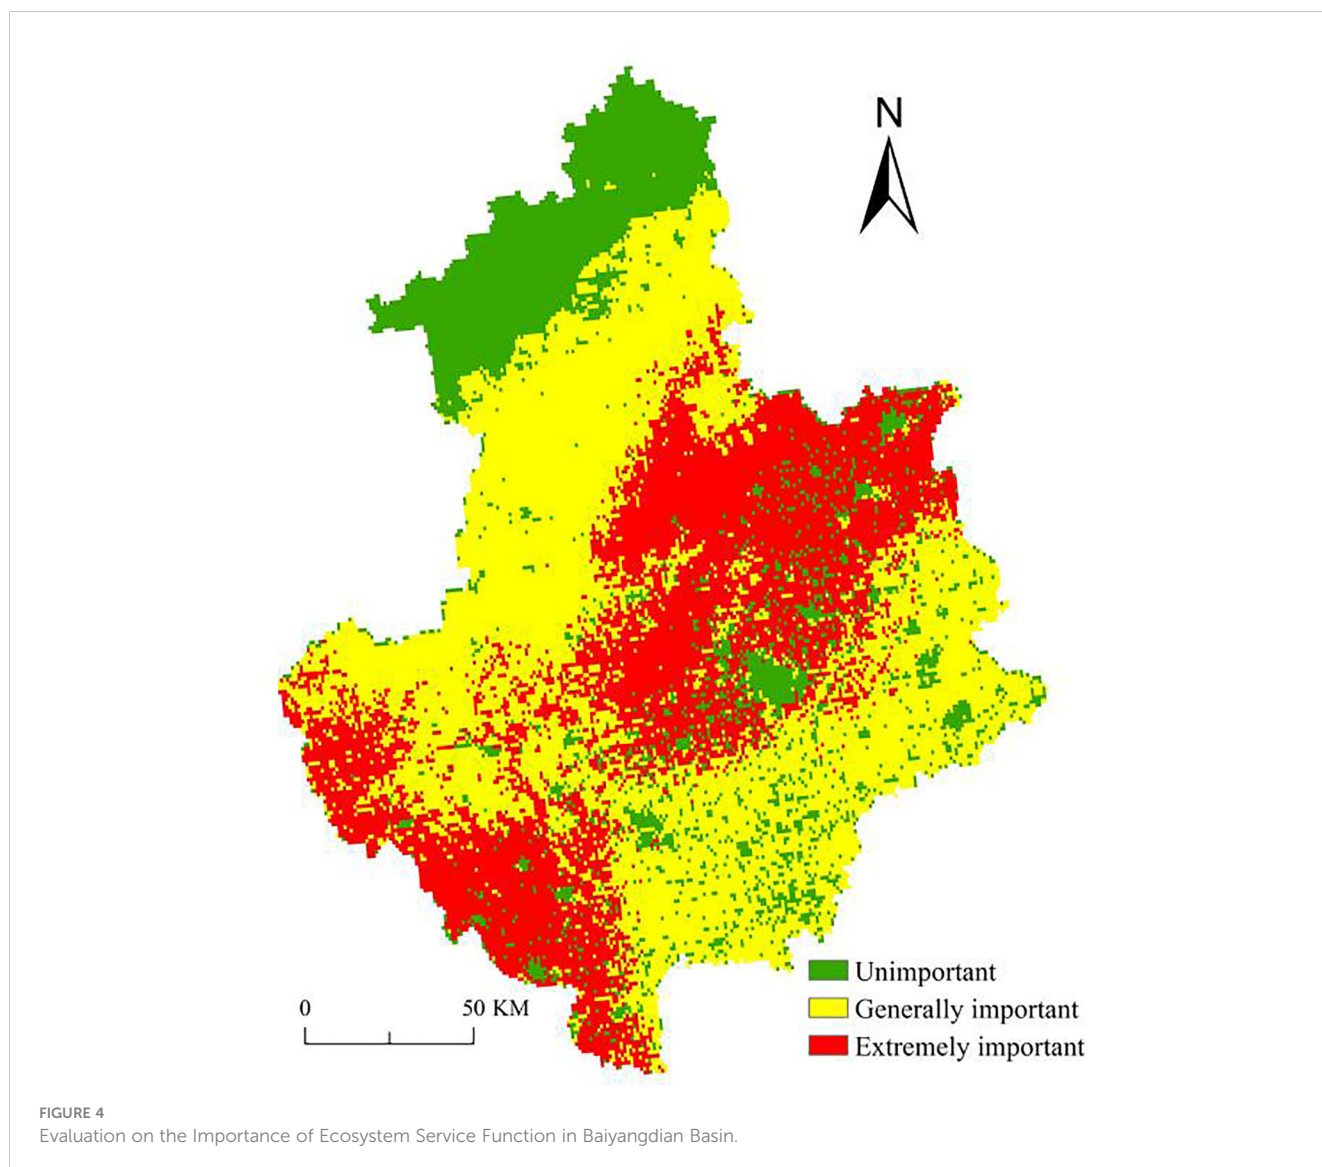 N
0 50 KM
Unimportant
Generally important
Extremely important
FIGURE 4
Evaluation on the Importance of Ecosystem Service Function in Baiyangdian Basin.